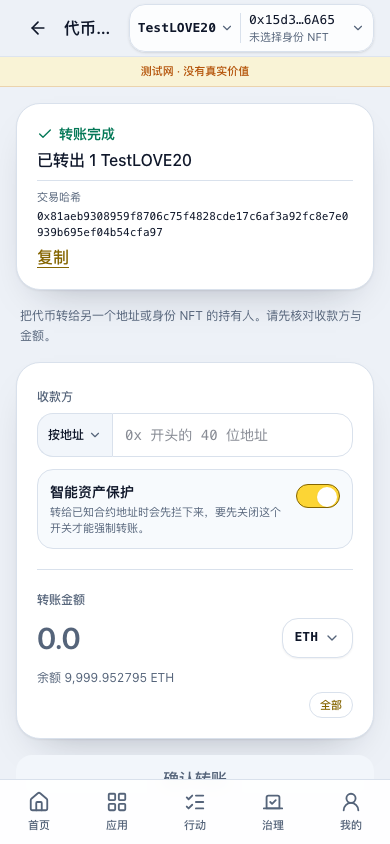 代币...
TestLOVE20
0x15d3…6A65
未选择身份 NFT
测试网 · 没有真实价值
转账完成
已转出 1 TestLOVE20
交易哈希
0x81aeb9308959f8706c75f4828cde17c6af3a92fc8e7e0
939b695ef04b54cfa97
复制
把代币转给另一个地址或身份 NFT 的持有人。请先核对收款方与
金额。
收款方
按地址
0x 开头的 40 位地址
智能资产保护
转给已知合约地址时会先拦下来，要先关闭这个
开关才能强制转账。
转账金额
0.0
ETH
余额 9,999.952795 ETH
全部
确认转账
首页
应用
行动
治理
我的